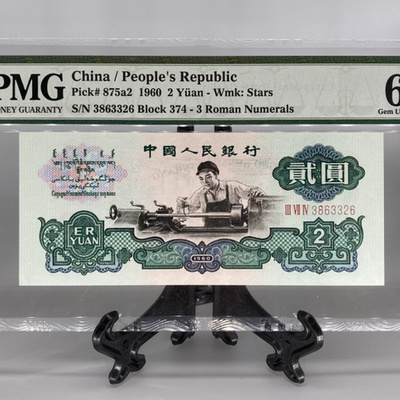 PMG
MONEY GUARANTY
China / People's Republic
Pick# 875a2 1960 2 Yüan - Wmk: Stars
S/N 3863326 Block 374 - 3 Roman Numerals
6
Gem U
中國人民銀行
貳圓
III VII IV 3863326
ER
YUAN
1960
2